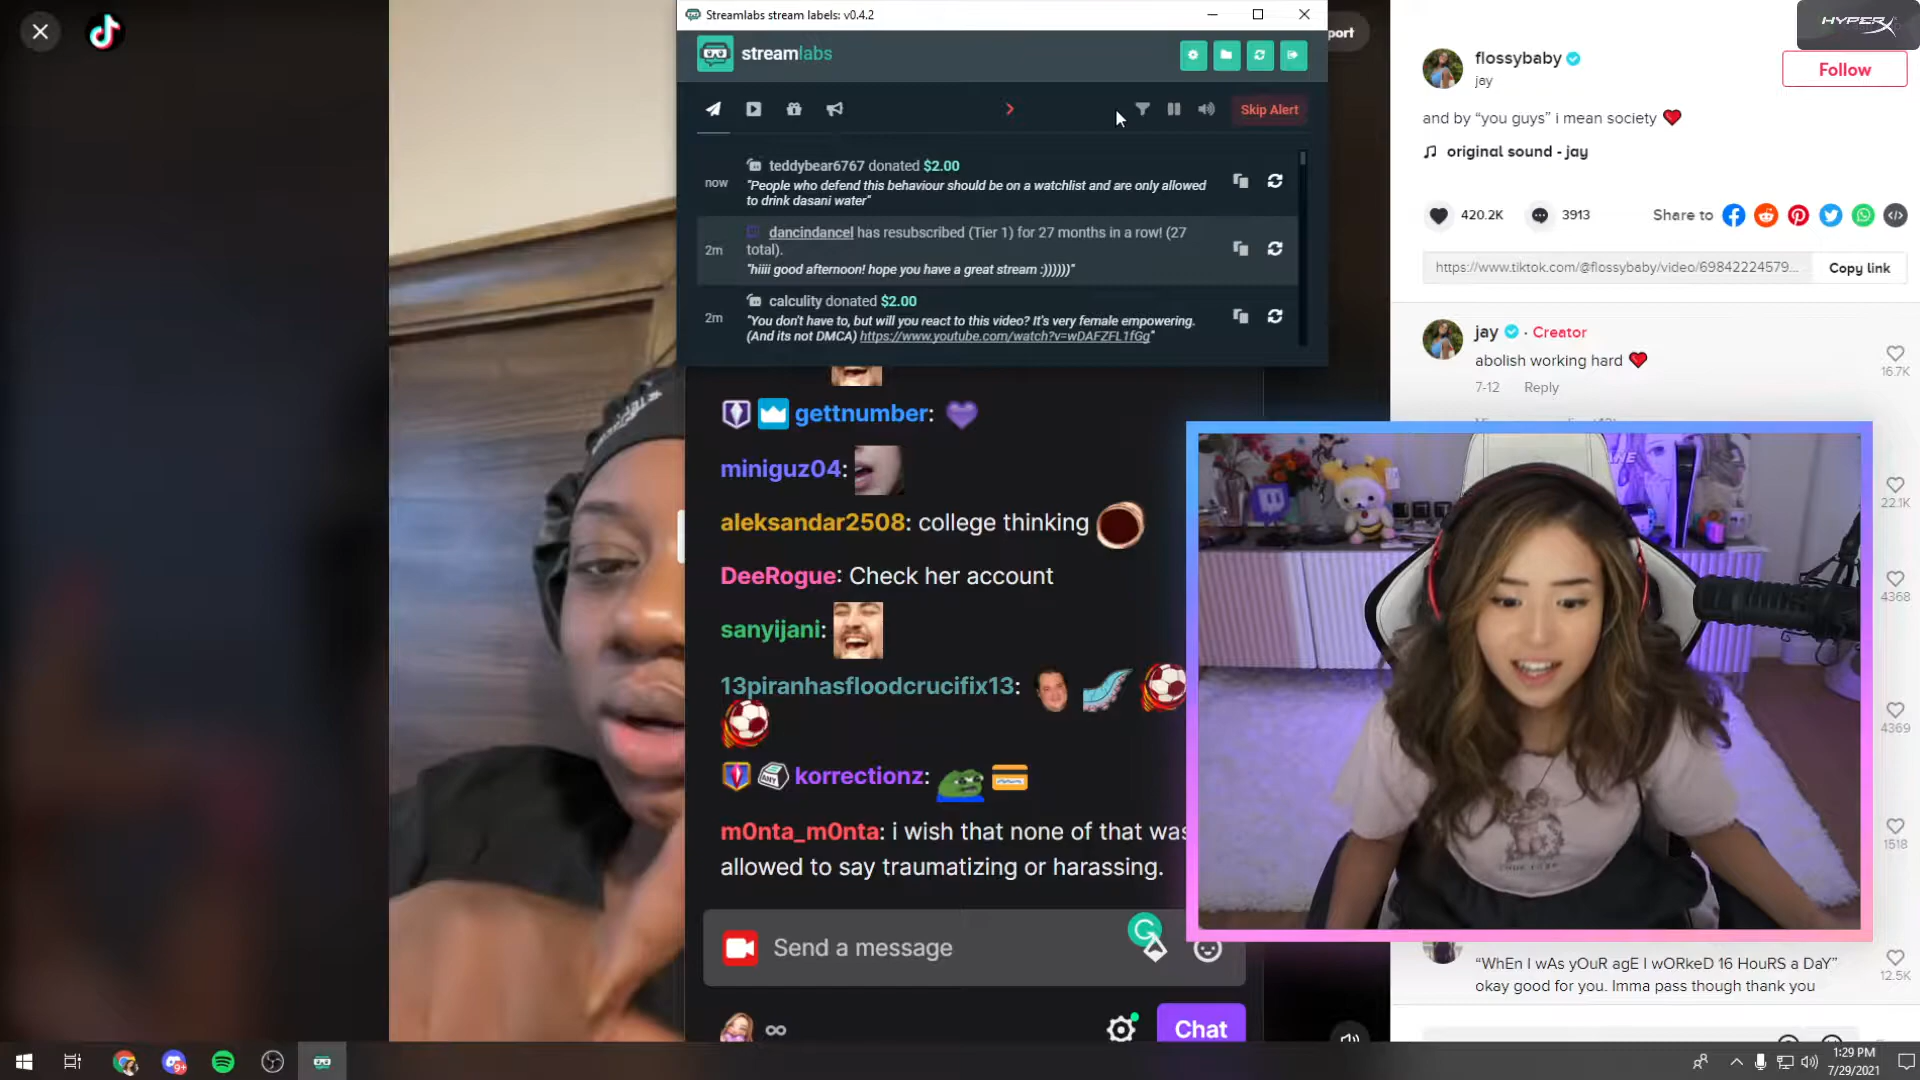 Streamlabs stream labels: v0.4.2
port
HYPERX
streamlabs
Skip Alert
teddybear6767 donated $2.00
now
"People who defend this behaviour should be on a watchlist and are only allowed
to drink dasani water"
dancindancel has resubscribed (Tier 1) for 27 months in a row! (27
2m
total).
"hiiii good afternoon! hope you have a great stream :))))))"
calculity donated $2.00
2m
"You don't have to, but will you react to this video? It's very female empowering.
(And its not DMCA) https://www.youtube.com/watch?v=wDAFZFL1fGg"
gettnumber:
miniguz04:
aleksandar2508: college thinking
DeeRogue: Check her account
sanyijani:
13piranhasfloodcrucifix13:
korrectionz:
m0nta_m0nta: i wish that none of that was
allowed to say traumatizing or harassing.
Send a message
Chat
flossybaby
jay
Follow
and by "you guys" i mean society
original sound - jay
420.2K
3913
Share to
https://www.tiktok.com/@flossybaby/video/69842224579...
Copy link
jay · Creator
abolish working hard
16.7K
7-12 Reply
22.1K
4368
4369
1518
"WhEn I wAs yOuR agE I wORkeD 16 HouRS a DaY"
okay good for you. Imma pass though thank you
12.5K
1:29 PM
7/29/2021